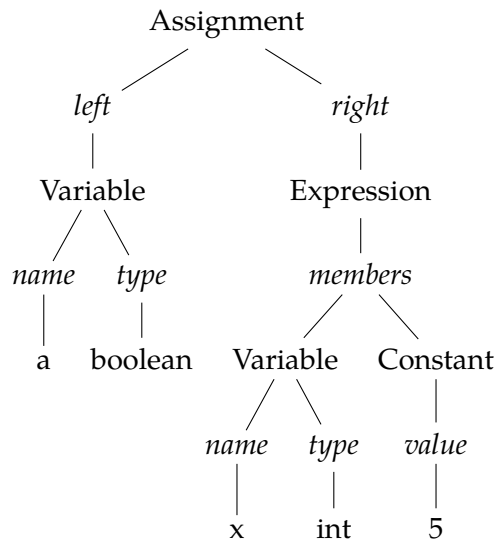 Assignment
left right
Variable Expression
name type members
a boolean Variable Constant
name type value
x int 5